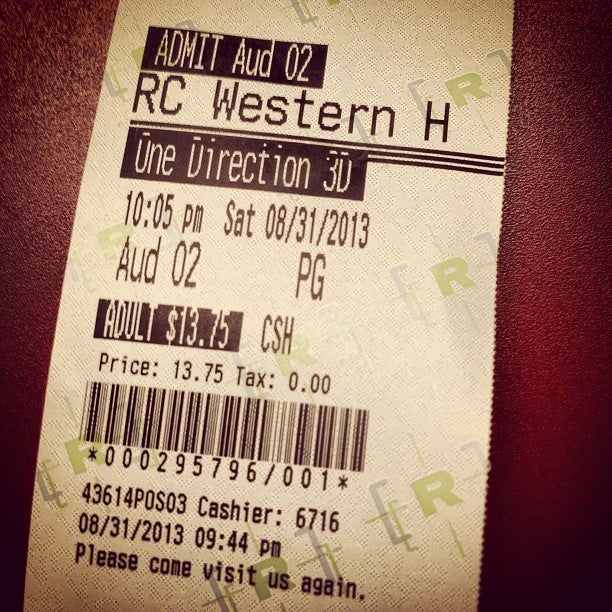 ADMIT Aud 02
RC Western H
One Direction 3D
10:05 pm Sat 08/31/2013
Aud 02 PG
ADULT $13.75 CSH
Price: 13.75 Tax: 0.00
*000295796/001*
43614POS03 Cashier: 6716
08/31/2013 09:44 pm
Please come visit us again.